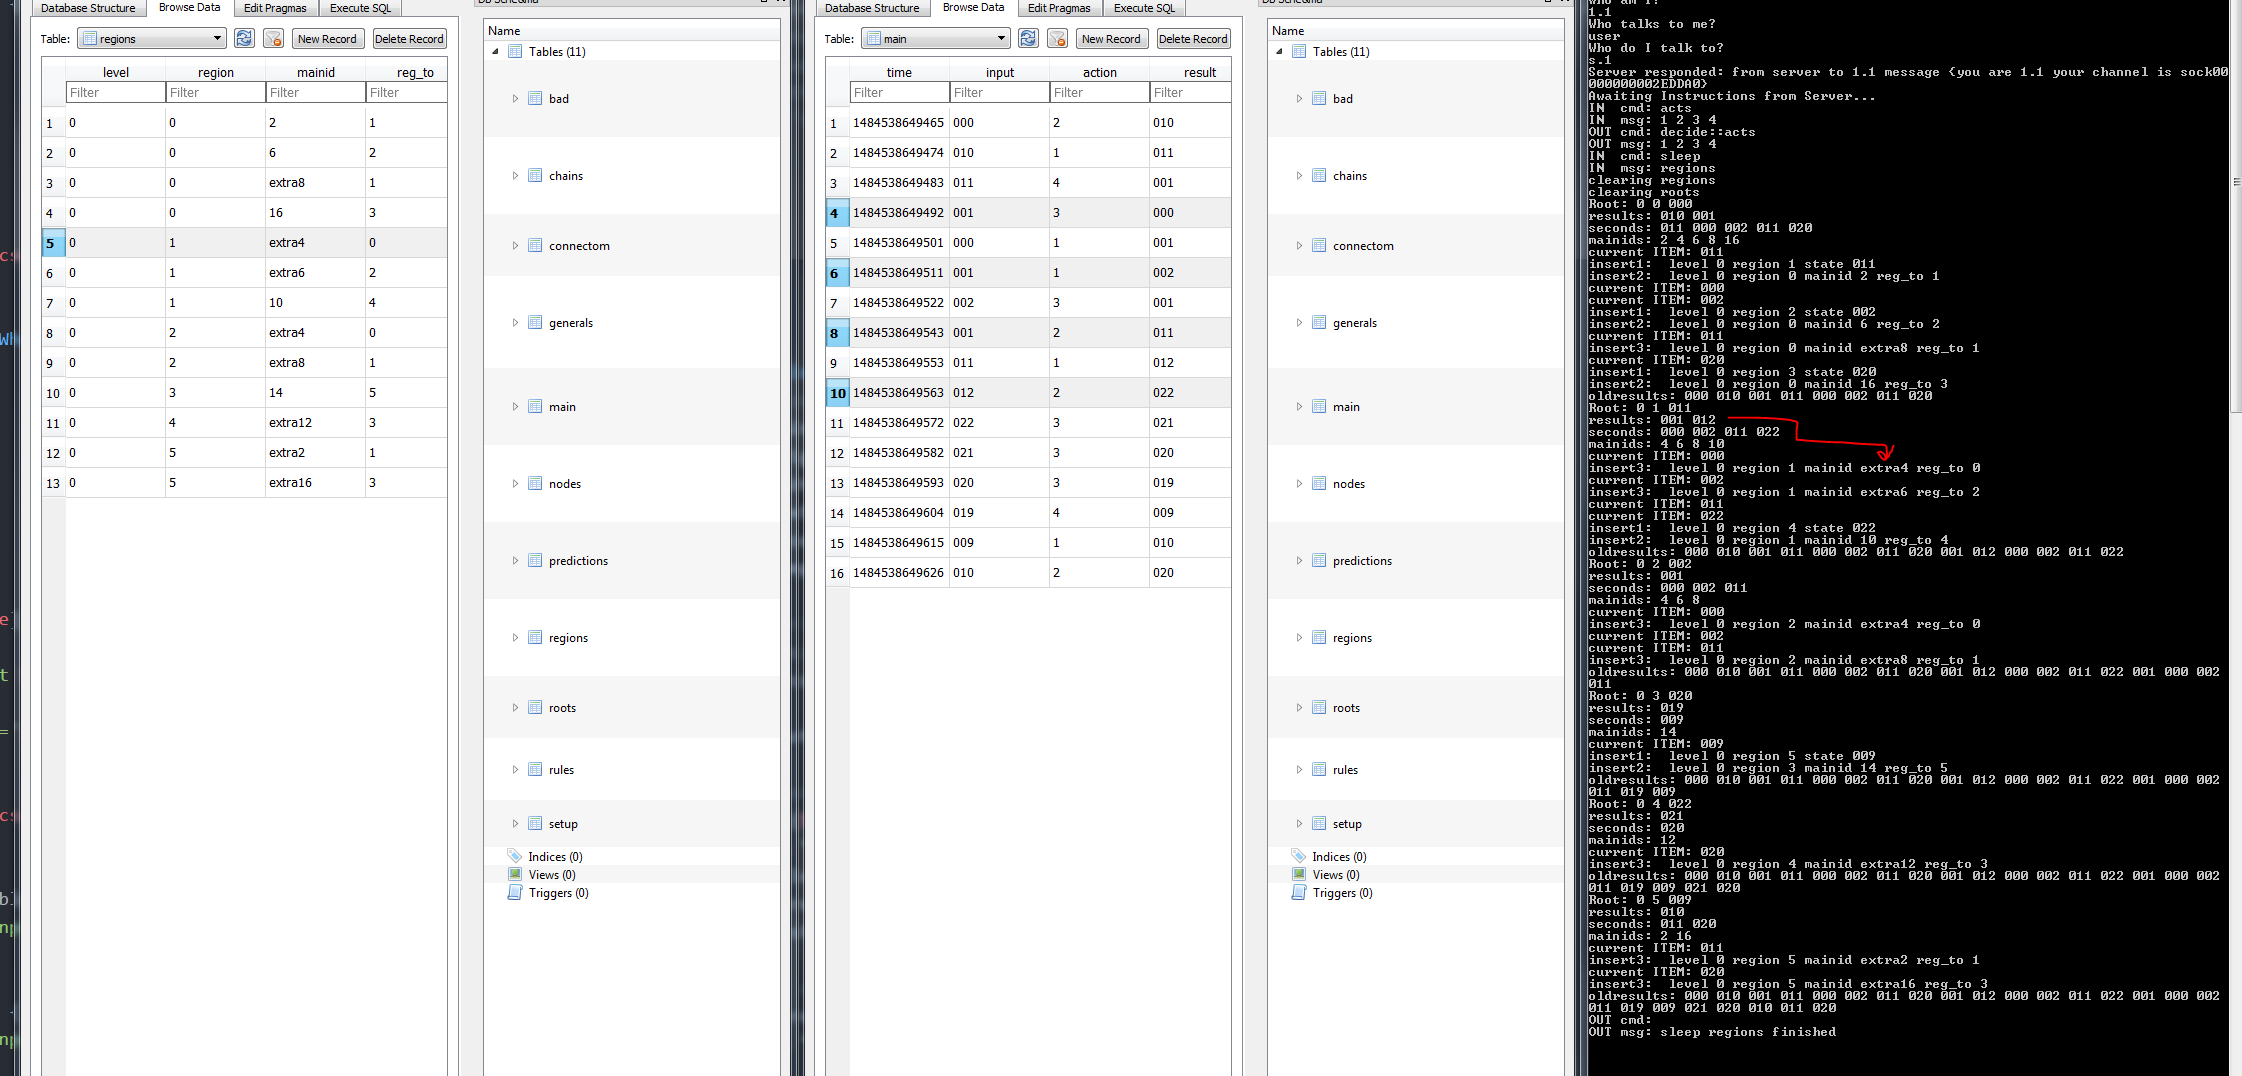 Database Structure Browse Data Edit Pragmas Execute SQL
Table: regions New Record Delete Record
level region mainid reg_to
Filter Filter Filter Filter
1 0 0 2 1
2 0 0 6 2
3 0 0 extra8 1
4 0 0 16 3
5 0 1 extra4 0
6 0 1 extra6 2
7 0 1 10 4
8 0 2 extra4 0
9 0 2 extra8 1
10 0 3 14 5
11 0 4 extra12 3
12 0 5 extra2 1
13 0 5 extra16 3
Name
Tables (11)
bad
chains
connectom
generals
main
nodes
predictions
regions
roots
rules
setup
Indices (0)
Views (0)
Triggers (0)
Database Structure Browse Data Edit Pragmas Execute SQL
Table: main New Record Delete Record
time input action result
Filter Filter Filter Filter
1 1484538649465 000 2 010
2 1484538649474 010 1 011
3 1484538649483 011 4 001
4 1484538649492 001 3 000
5 1484538649501 000 1 001
6 1484538649511 001 1 002
7 1484538649522 002 3 001
8 1484538649543 001 2 011
9 1484538649553 011 1 012
10 1484538649563 012 2 022
11 1484538649572 022 3 021
12 1484538649582 021 3 020
13 1484538649593 020 3 019
14 1484538649604 019 4 009
15 1484538649615 009 1 010
16 1484538649626 010 2 020
Name
Tables (11)
bad
chains
connectom
generals
main
nodes
predictions
regions
roots
rules
setup
Indices (0)
Views (0)
Triggers (0)
1.1
Who talks to me?
user
Who do I talk to?
s.1
Server responded: from server to 1.1 message {you are 1.1 your channel is sock00
000000002EDDA0}
Awaiting Instructions from Server...
IN  cmd: acts
IN  msg: 1 2 3 4
OUT cmd: decide::acts
OUT msg: 1 2 3 4
IN  cmd: sleep
IN  msg: regions
clearing regions
clearing roots
Root: 0 0 000
results: 010 001
seconds: 011 000 002 011 020
mainids: 2 4 6 8 16
current ITEM: 011
insert1:  level 0 region 1 state 011
insert2:  level 0 region 0 mainid 2 reg_to 1
current ITEM: 000
current ITEM: 002
insert1:  level 0 region 2 state 002
insert2:  level 0 region 0 mainid 6 reg_to 2
current ITEM: 011
insert3:  level 0 region 0 mainid extra8 reg_to 1
current ITEM: 020
insert1:  level 0 region 3 state 020
insert2:  level 0 region 0 mainid 16 reg_to 3
oldresults: 000 010 001 011 000 002 011 020
Root: 0 1 011
results: 001 012
seconds: 000 002 011 022
mainids: 4 6 8 10
current ITEM: 000
insert3:  level 0 region 1 mainid extra4 reg_to 0
current ITEM: 002
insert3:  level 0 region 1 mainid extra6 reg_to 2
current ITEM: 011
current ITEM: 022
insert1:  level 0 region 4 state 022
insert2:  level 0 region 1 mainid 10 reg_to 4
oldresults: 000 010 001 011 000 002 011 020 001 012 000 002 011 022
Root: 0 2 002
results: 001
seconds: 000 002 011
mainids: 4 6 8
current ITEM: 000
insert3:  level 0 region 2 mainid extra4 reg_to 0
current ITEM: 002
current ITEM: 011
insert3:  level 0 region 2 mainid extra8 reg_to 1
oldresults: 000 010 001 011 000 002 011 020 001 012 000 002 011 022 001 000 002
011
Root: 0 3 020
results: 019
seconds: 009
mainids: 14
current ITEM: 009
insert1:  level 0 region 5 state 009
insert2:  level 0 region 3 mainid 14 reg_to 5
oldresults: 000 010 001 011 000 002 011 020 001 012 000 002 011 022 001 000 002
011 019 009
Root: 0 4 022
results: 021
seconds: 020
mainids: 12
current ITEM: 020
insert3:  level 0 region 4 mainid extra12 reg_to 3
oldresults: 000 010 001 011 000 002 011 020 001 012 000 002 011 022 001 000 002
011 019 009 021 020
Root: 0 5 009
results: 010
seconds: 011 020
mainids: 2 16
current ITEM: 011
insert3:  level 0 region 5 mainid extra2 reg_to 1
current ITEM: 020
insert3:  level 0 region 5 mainid extra16 reg_to 3
oldresults: 000 010 001 011 000 002 011 020 001 012 000 002 011 022 001 000 002
011 019 009 021 020 010 011 020
OUT cmd:
OUT msg: sleep regions finished